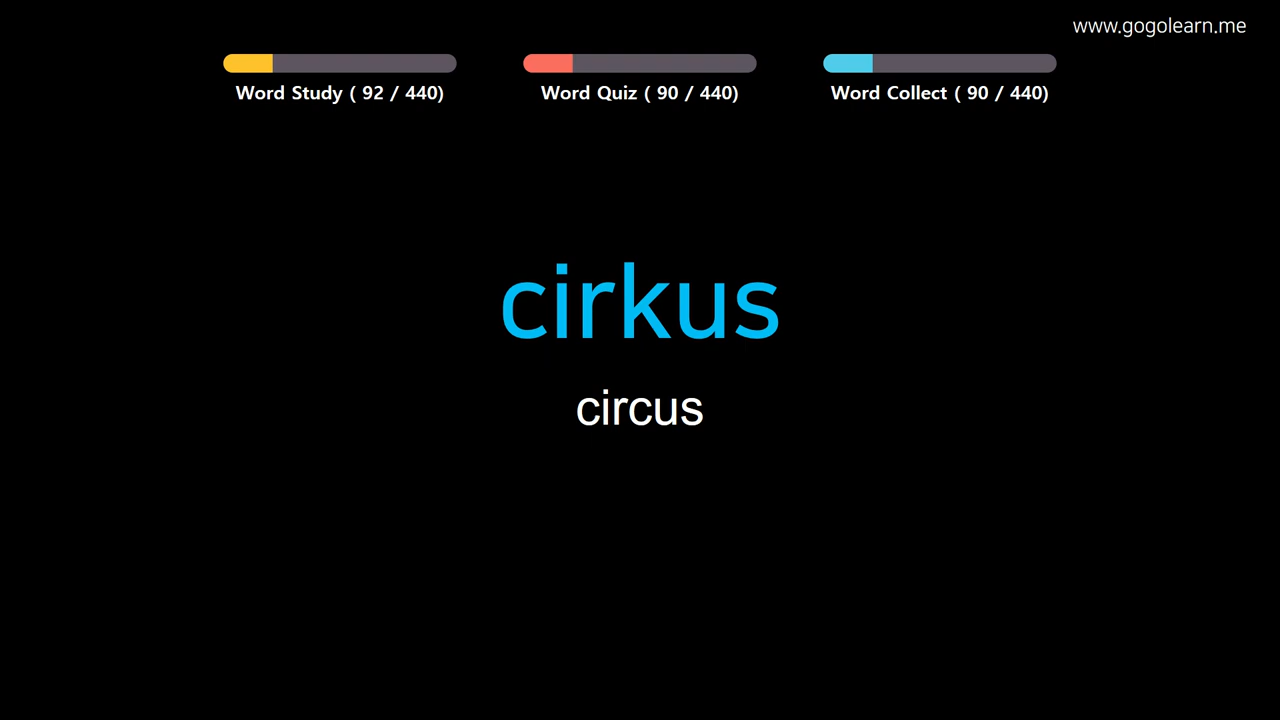 www.gogolearn.me
Word Study ( 92 / 440)
Word Quiz ( 90 / 440)
Word Collect ( 90 / 440)
cirkus
circus